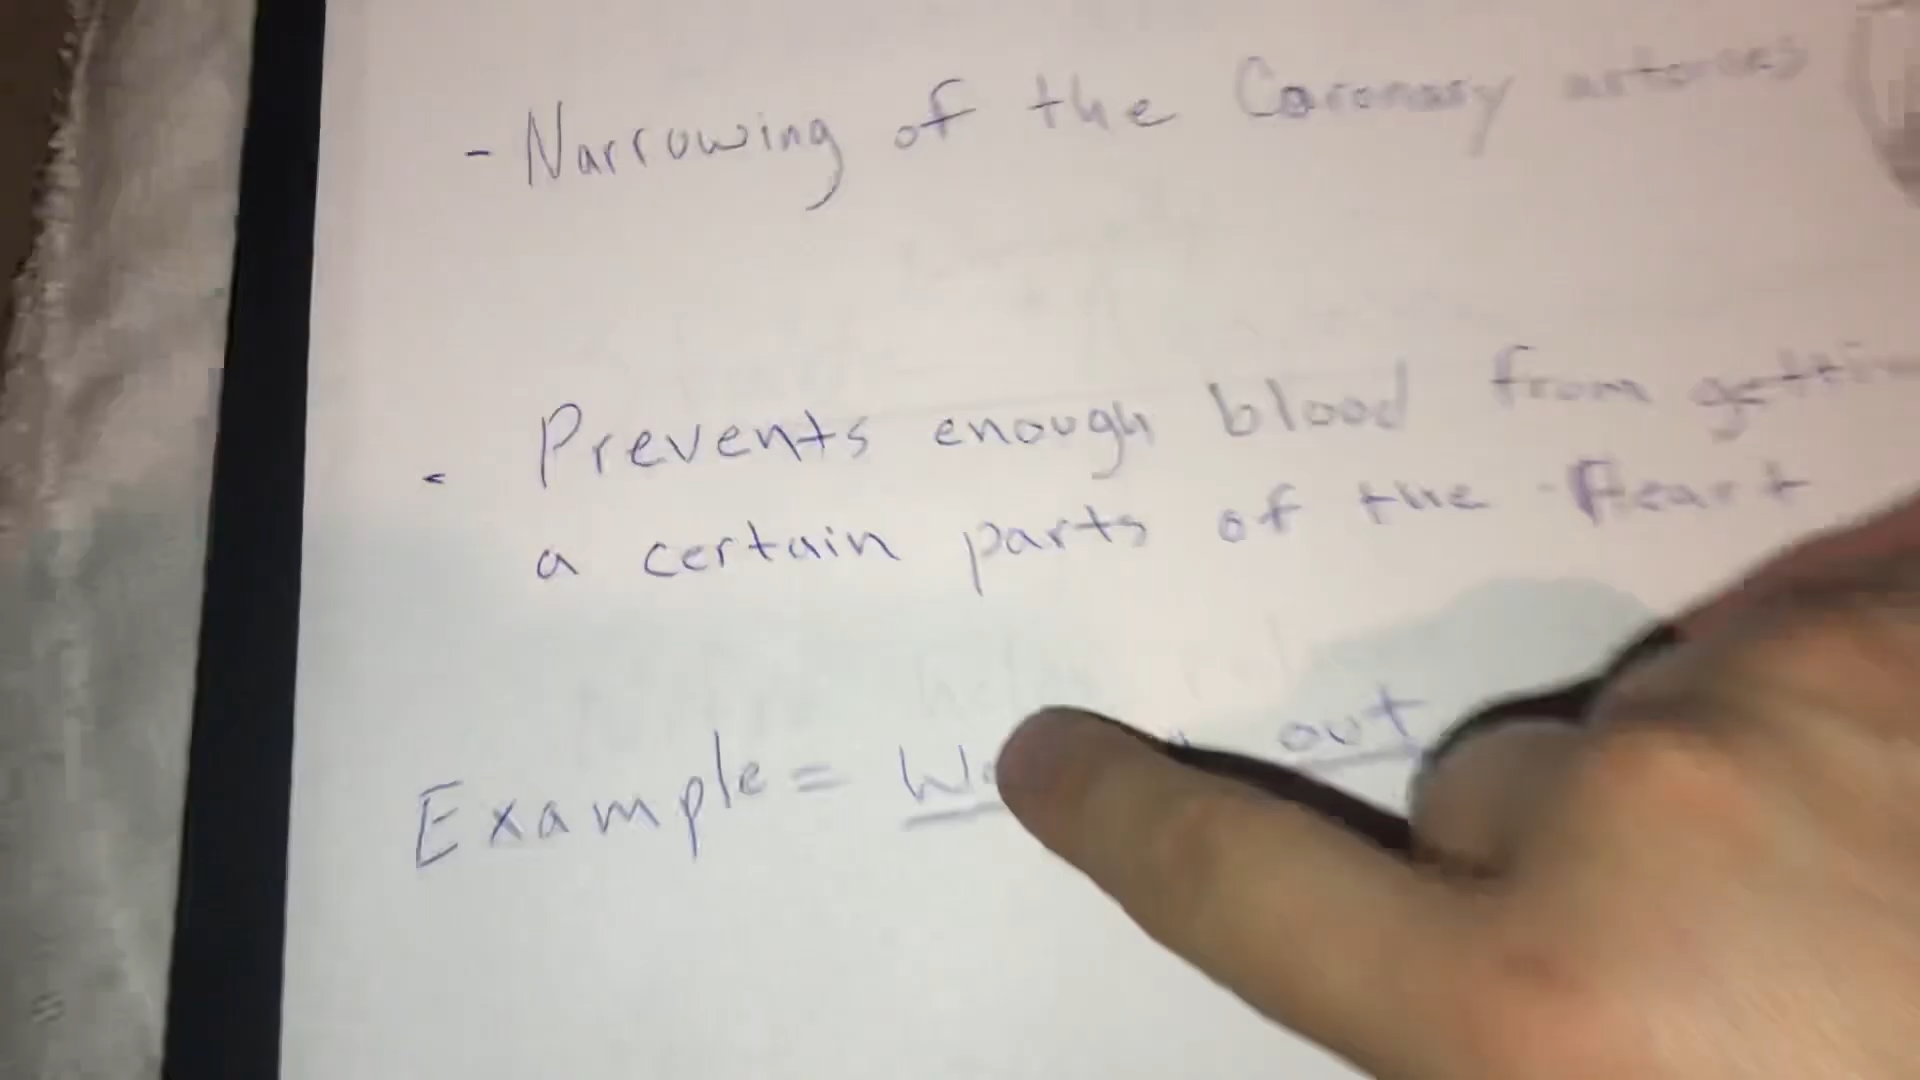 - Narrowing of the Coronary
- Prevents enough blood from
a certain parts of the Heart
Example = out